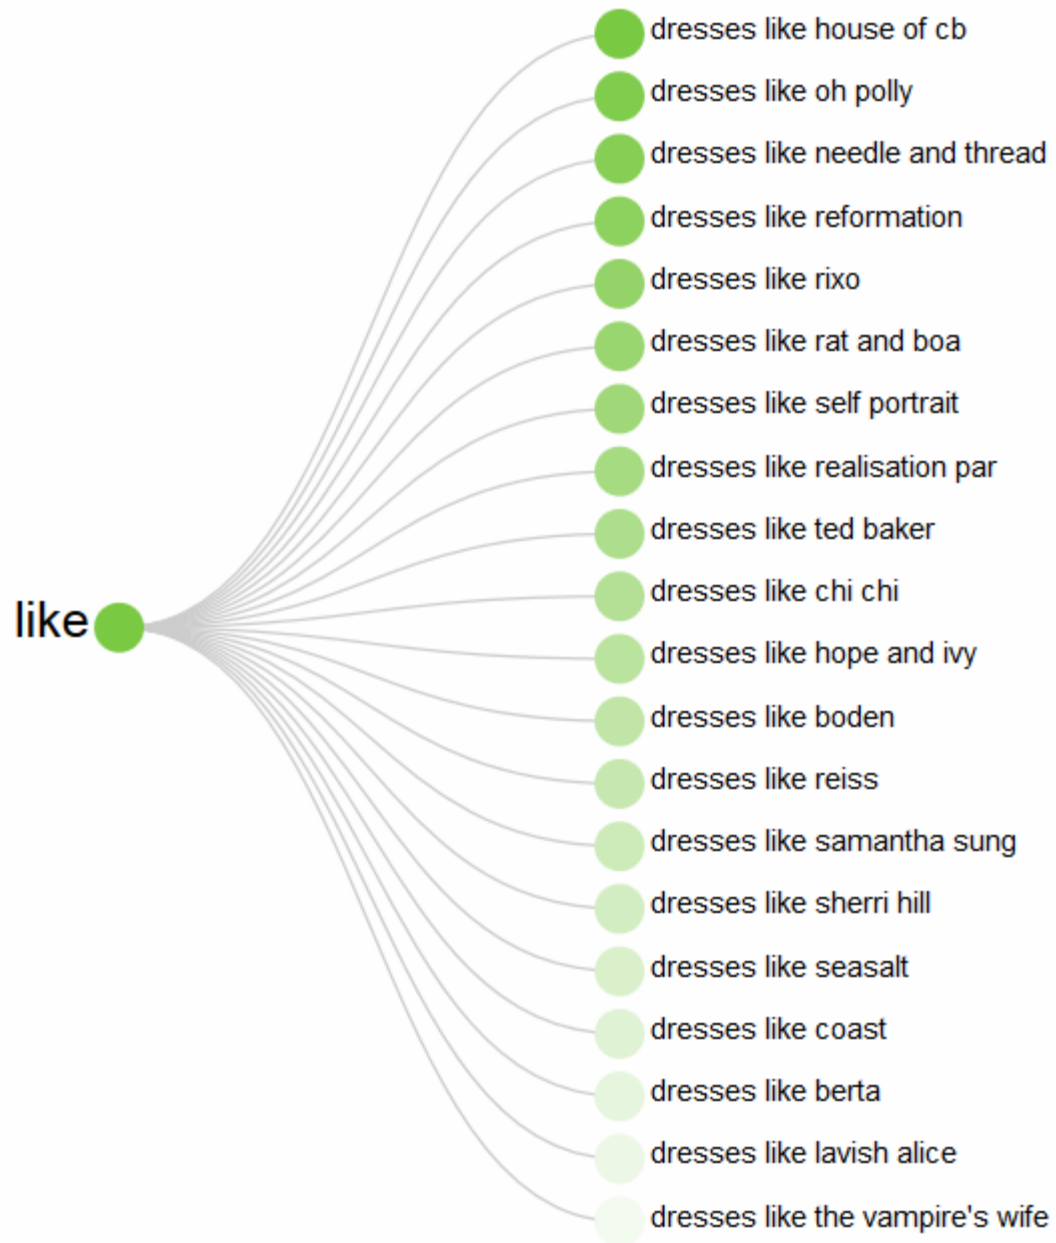 dresses like house of cb
dresses like oh polly
dresses like needle and thread
dresses like reformation
dresses like rixo
dresses like rat and boa
dresses like self portrait
dresses like realisation par
dresses like ted baker
dresses like chi chi
like
dresses like hope and ivy
dresses like boden
dresses like reiss
dresses like samantha sung
dresses like sherri hill
dresses like seasalt
dresses like coast
dresses like berta
dresses like lavish alice
dresses like the vampire's wife